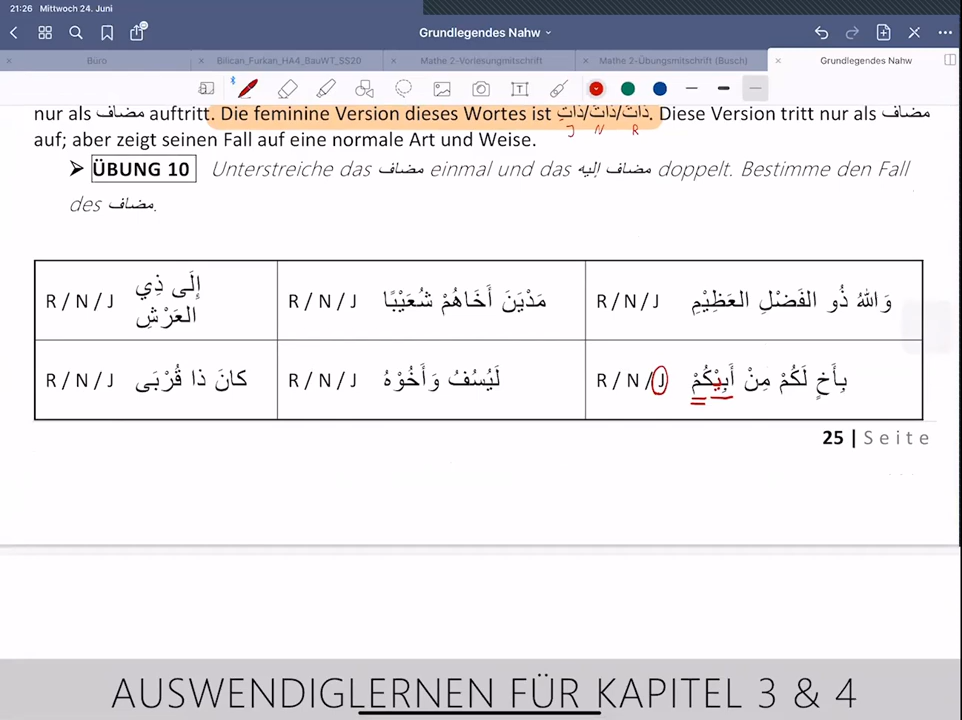 21:26 Mittwoch 24. Juni
Grundlegendes Nahw
Büro
Bilican_Furkan_HA4_BauWT_SS20
Mathe 2-Vorlesungmitschrift
Mathe 2-Übungsmitschrift (Busch)
Grundlegendes Nahw
nur als مضاف auftritt. Die feminine Version dieses Wortes ist ذاتُ/ذاتَ/ذاتِ. Diese Version tritt nur als مضاف
J N R
auf; aber zeigt seinen Fall auf eine normale Art und Weise.
➤ ÜBUNG 10 Unterstreiche das مضاف einmal und das مضاف إليه doppelt. Bestimme den Fall
des مضاف.
R / N / J إِلَى ذِي
العَرْشِ
R / N / J مَدْيَنَ أَخَاهُمْ شُعَيْبًا
R / N / J وَاللهُ ذُو الفَضْلِ العَظِيْمِ
R / N / J كانَ ذا قُرْبَى
R / N / J لَيُسُفُ وَأَخُوْهُ
R / N / J بِأَخٍ لَكُمْ مِنْ أَبِيْكُمْ
25 | Seite
AUSWENDIGLERNEN FÜR KAPITEL 3 & 4